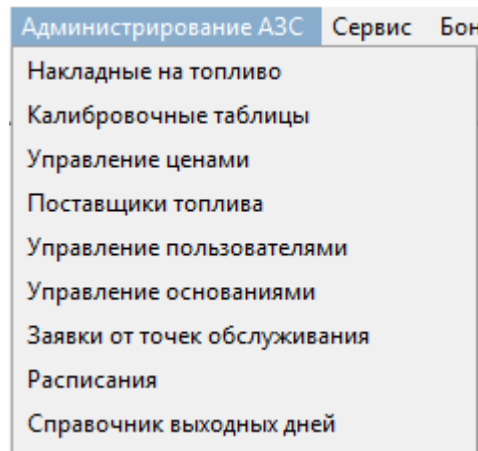 Администрирование АЗС Сервис Бон
Накладные на топливо
Калибровочные таблицы
Управление ценами
Поставщики топлива
Управление пользователями
Управление основаниями
Заявки от точек обслуживания
Расписания
Справочник выходных дней